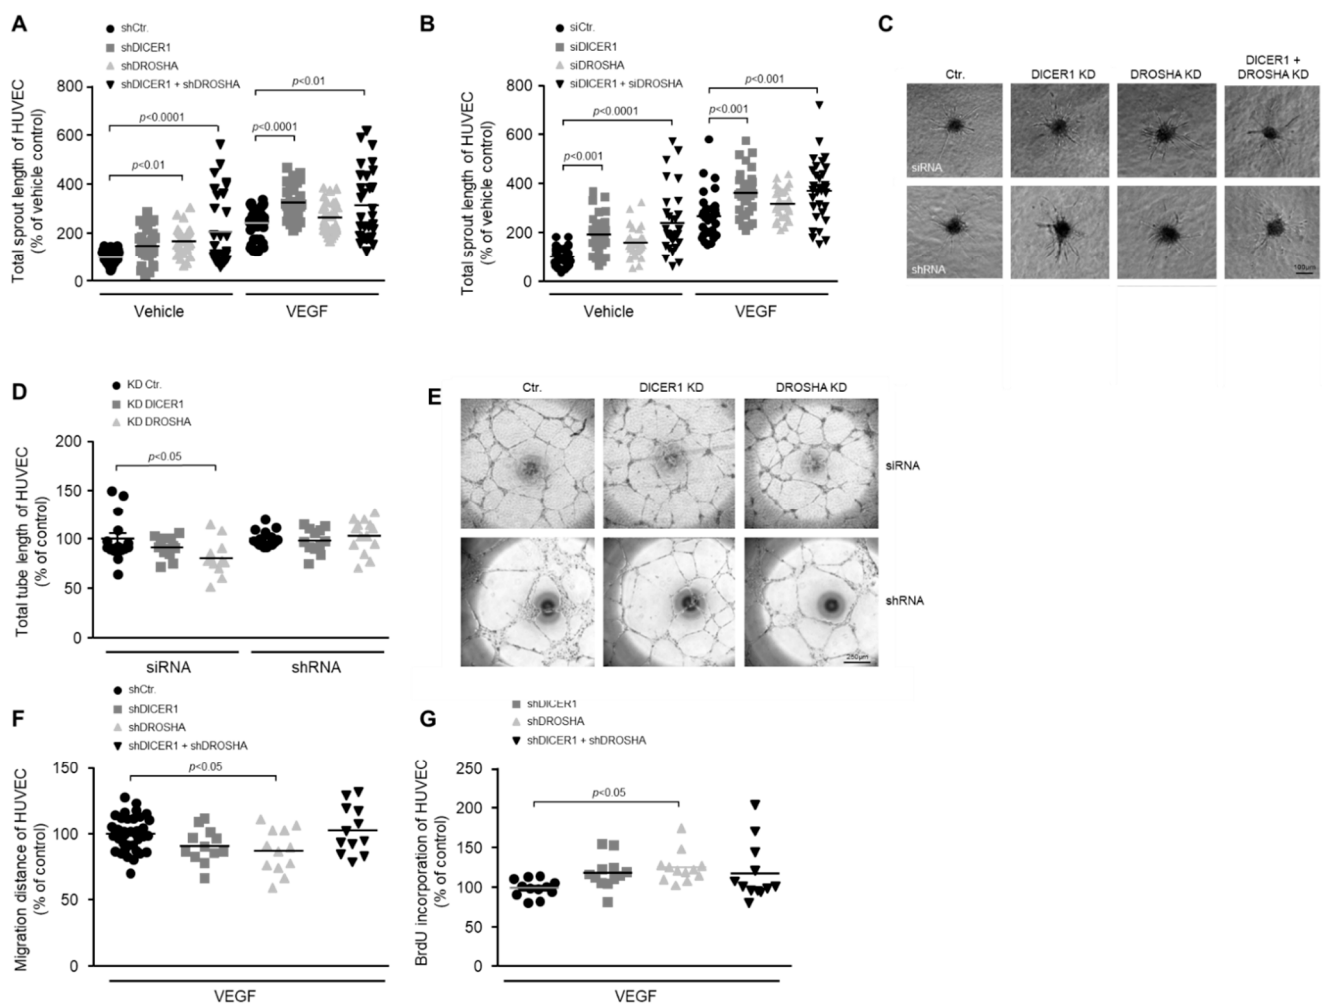 A
shCtr.
shDICER1
shDROSHA
shDICER1 + shDROSHA
Total sprout length of HUVEC
(% of vehicle control)
800
600
400
200
0
p<0.0001
p<0.01
p<0.0001
p<0.01
Vehicle
VEGF
B
siCtr.
siDICER1
siDROSHA
siDICER1 + siDROSHA
Total sprout length of HUVEC
(% of vehicle control)
800
600
400
200
0
p<0.0001
p<0.001
p<0.001
p<0.001
Vehicle
VEGF
C
Ctr.
DICER1 KD
DROSHA KD
DICER1 +
DROSHA KD
siRNA
shRNA
100µm
D
KD Ctr.
KD DICER1
KD DROSHA
Total tube length of HUVEC
(% of control)
200
150
100
50
0
p<0.05
siRNA
shRNA
E
Ctr.
DICER1 KD
DROSHA KD
siRNA
shRNA
250µm
F
shCtr.
shDICER1
shDROSHA
shDICER1 + shDROSHA
Migration distance of HUVEC
(% of control)
150
100
50
0
p<0.05
VEGF
G
shDICER1
shDROSHA
shDICER1 + shDROSHA
BrdU incorporation of HUVEC
(% of control)
250
200
150
100
50
0
p<0.05
VEGF